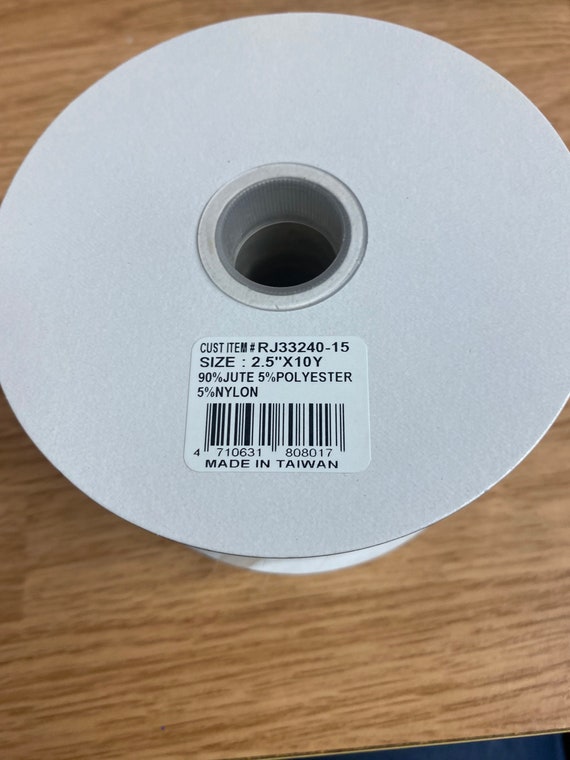 CUST ITEM # RJ33240-15
SIZE : 2.5"X10Y
90%JUTE 5%POLYESTER
5%NYLON
4 710631 808017
MADE IN TAIWAN